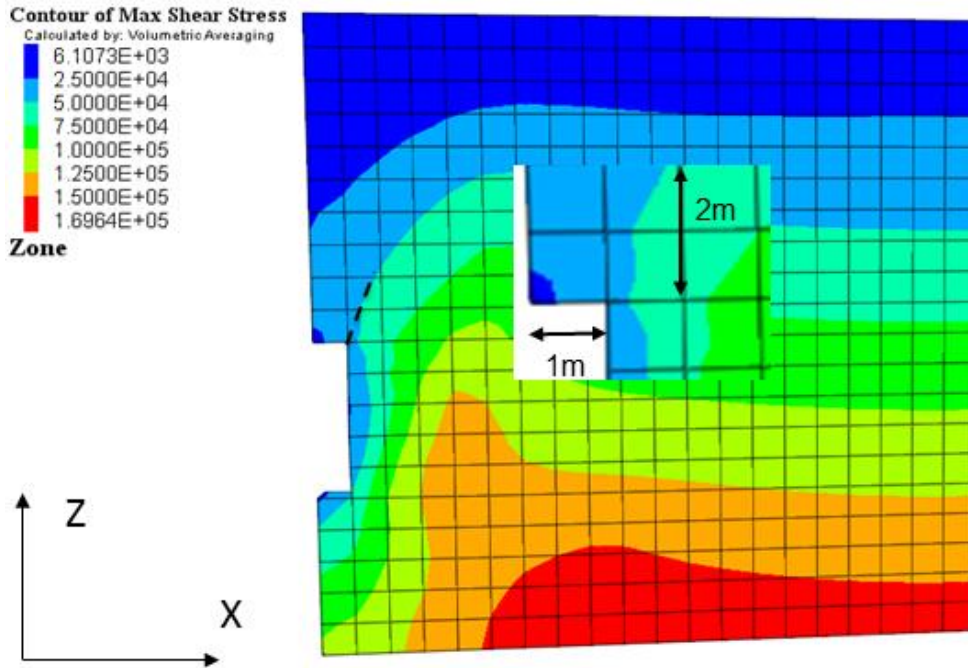 Contour of Max Shear Stress
Calculated by: Volumetric Averaging
6.1073E+03
2.5000E+04
5.0000E+04
7.5000E+04
1.0000E+05
1.2500E+05
1.5000E+05
1.6964E+05
Zone
2m
1m
Z
X